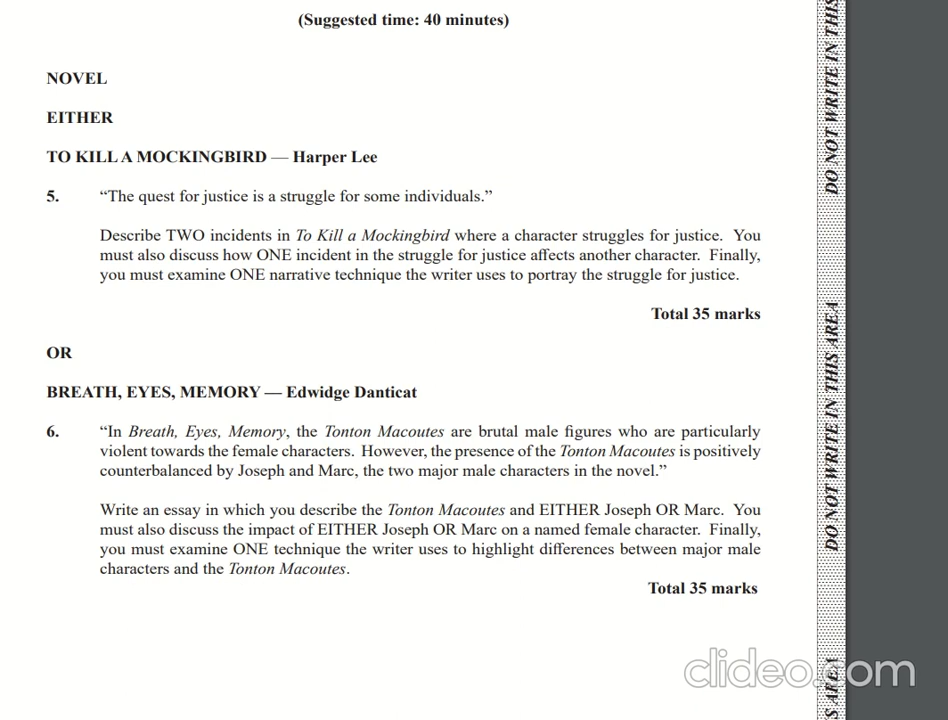 (Suggested time: 40 minutes)
NOVEL
EITHER
TO KILL A MOCKINGBIRD — Harper Lee
5. “The quest for justice is a struggle for some individuals.”
Describe TWO incidents in To Kill a Mockingbird where a character struggles for justice. You
must also discuss how ONE incident in the struggle for justice affects another character. Finally,
you must examine ONE narrative technique the writer uses to portray the struggle for justice.
Total 35 marks
OR
BREATH, EYES, MEMORY — Edwidge Danticat
6. “In Breath, Eyes, Memory, the Tonton Macoutes are brutal male figures who are particularly
violent towards the female characters. However, the presence of the Tonton Macoutes is positively
counterbalanced by Joseph and Marc, the two major male characters in the novel.”
Write an essay in which you describe the Tonton Macoutes and EITHER Joseph OR Marc. You
must also discuss the impact of EITHER Joseph OR Marc on a named female character. Finally,
you must examine ONE technique the writer uses to highlight differences between major male
characters and the Tonton Macoutes.
Total 35 marks
DO NOT WRITE IN THIS
DO NOT WRITE IN THIS AREA
S AREA
clideo.com